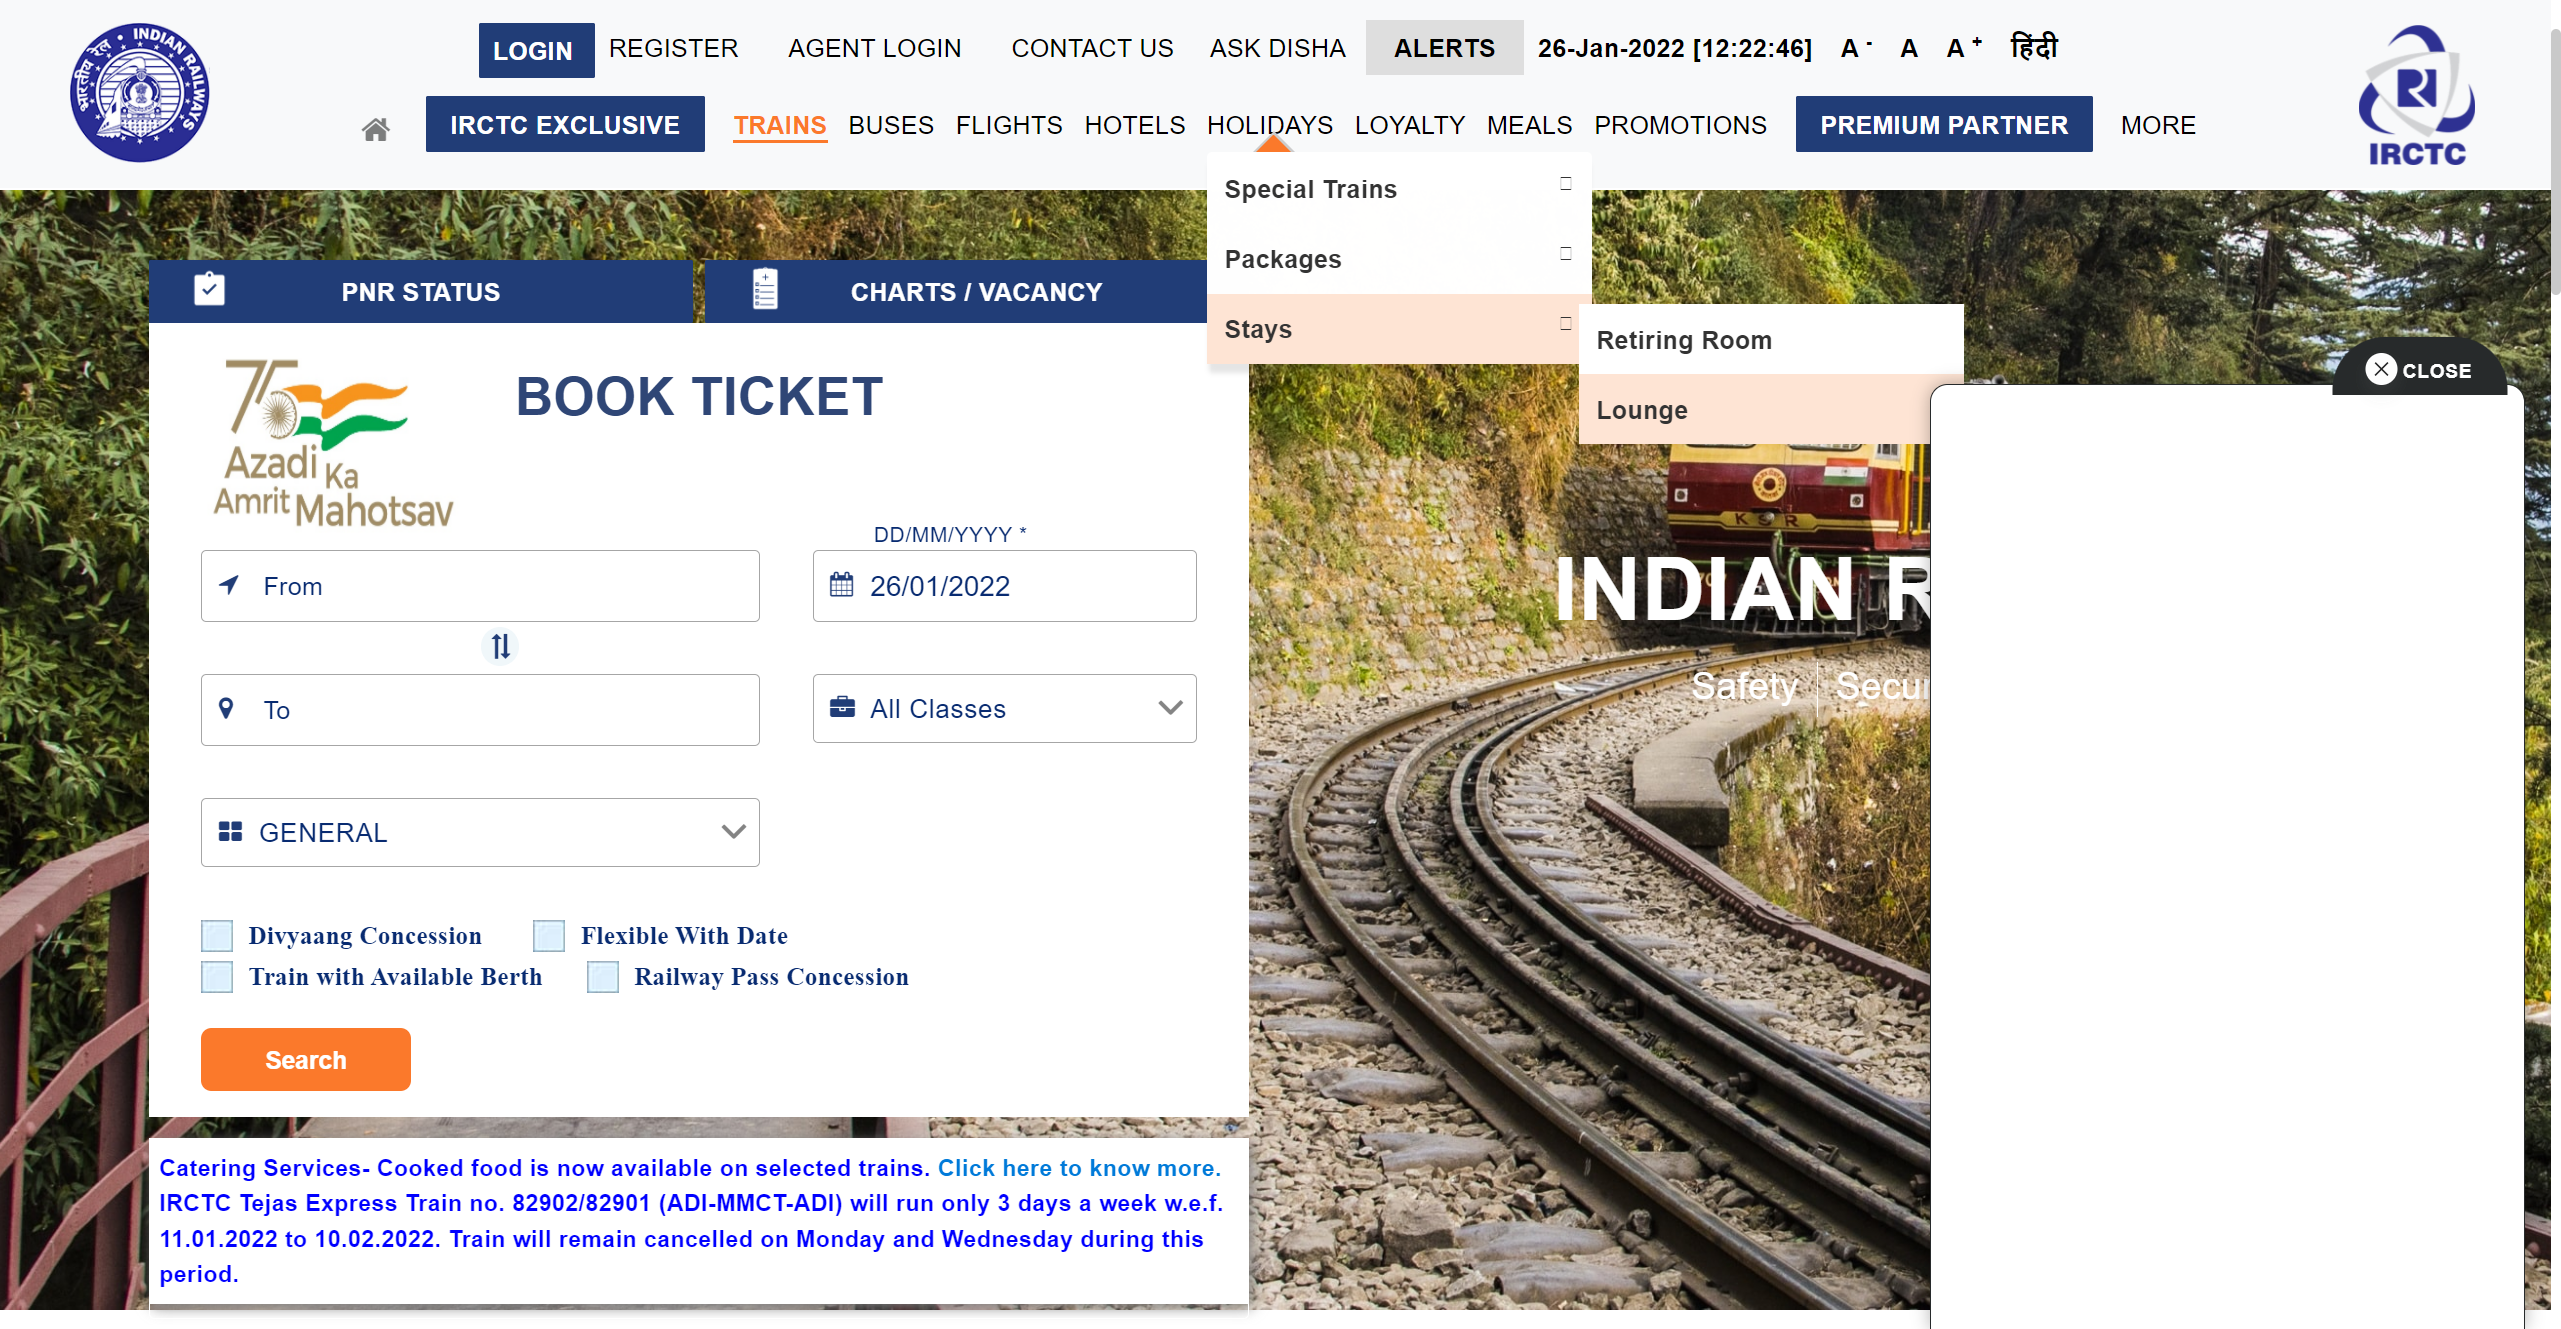 भारतीय रेल • INDIAN RAILWAYS
LOGIN REGISTER AGENT LOGIN CONTACT US ASK DISHA ALERTS 26-Jan-2022 [12:22:46] A - A A + हिंदी
IRCTC EXCLUSIVE TRAINS BUSES FLIGHTS HOTELS HOLIDAYS LOYALTY MEALS PROMOTIONS PREMIUM PARTNER MORE
IRCTC
Special Trains
Packages
Stays
Retiring Room
Lounge
PNR STATUS
CHARTS / VACANCY
CLOSE
75
Azadi Ka
Amrit Mahotsav
BOOK TICKET
DD/MM/YYYY *
From
26/01/2022
To
All Classes
GENERAL
Divyaang Concession
Flexible With Date
Train with Available Berth
Railway Pass Concession
Search
KSR
INDIAN R
Safety
Secur
Catering Services- Cooked food is now available on selected trains. Click here to know more.
IRCTC Tejas Express Train no. 82902/82901 (ADI-MMCT-ADI) will run only 3 days a week w.e.f.
11.01.2022 to 10.02.2022. Train will remain cancelled on Monday and Wednesday during this
period.